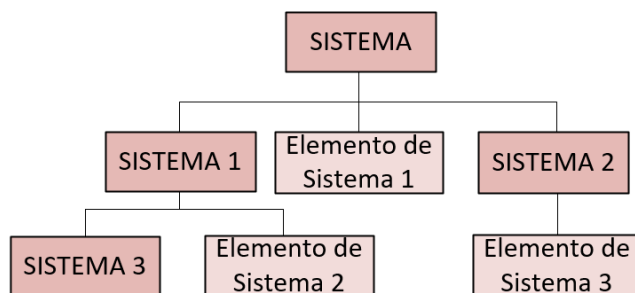 SISTEMA
SISTEMA 1
Elemento de
Sistema 1
SISTEMA 2
SISTEMA 3
Elemento de
Sistema 2
Elemento de
Sistema 3